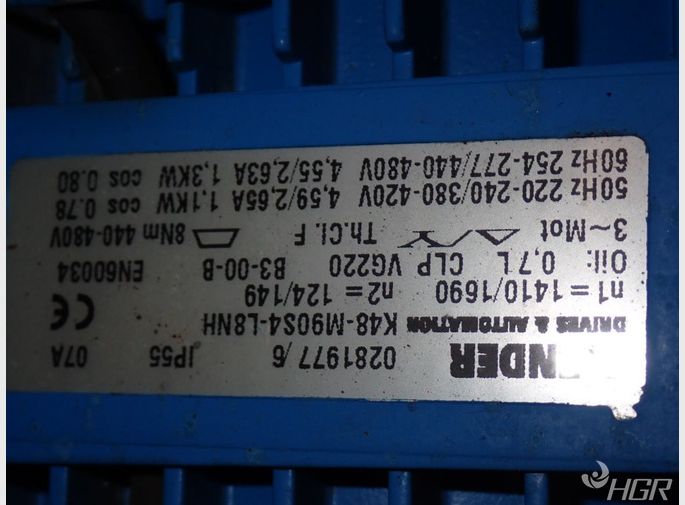 NDER 0281977/6 IP55 07A
DRIVES & AUTOMATION K48-M90S4-L8NH
n1= 1410/1690 n2= 124/149 CE
Oil: 0,7 L CLP VG220 B3-00-B EN60034
3~Mot Th.Cl.F 8Nm 440-480V
50Hz 220-240/380-420V 4,59/2,65A 1,1KW cos 0.78
60Hz 254-277/440-480V 4,55/2,63A 1,3KW cos 0.80
HGR